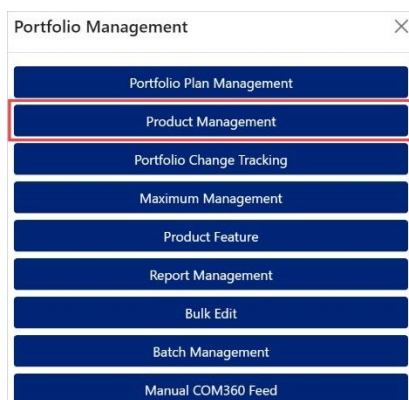 Portfolio Management
Portfolio Plan Management
Product Management
Portfolio Change Tracking
Maximum Management
Product Feature
Report Management
Bulk Edit
Batch Management
Manual COM360 Feed